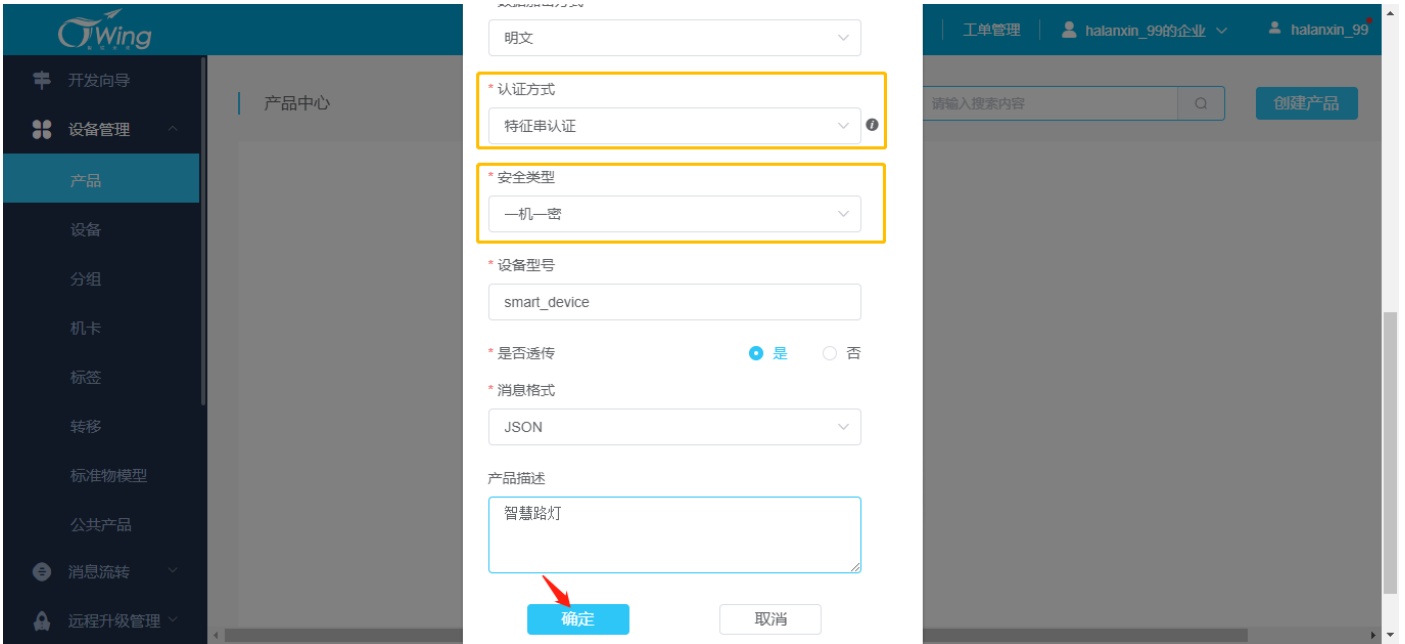 Wing
工单管理
halanxin_99的企业
halanxin_99
开发向导
设备管理
产品
设备
分组
机卡
标签
转移
标准物模型
公共产品
消息流转
远程升级管理
产品中心
请输入搜索内容
创建产品
明文
* 认证方式
特征串认证
* 安全类型
一机一密
* 设备型号
smart_device
* 是否透传
是
否
* 消息格式
JSON
产品描述
智慧路灯
确定
取消